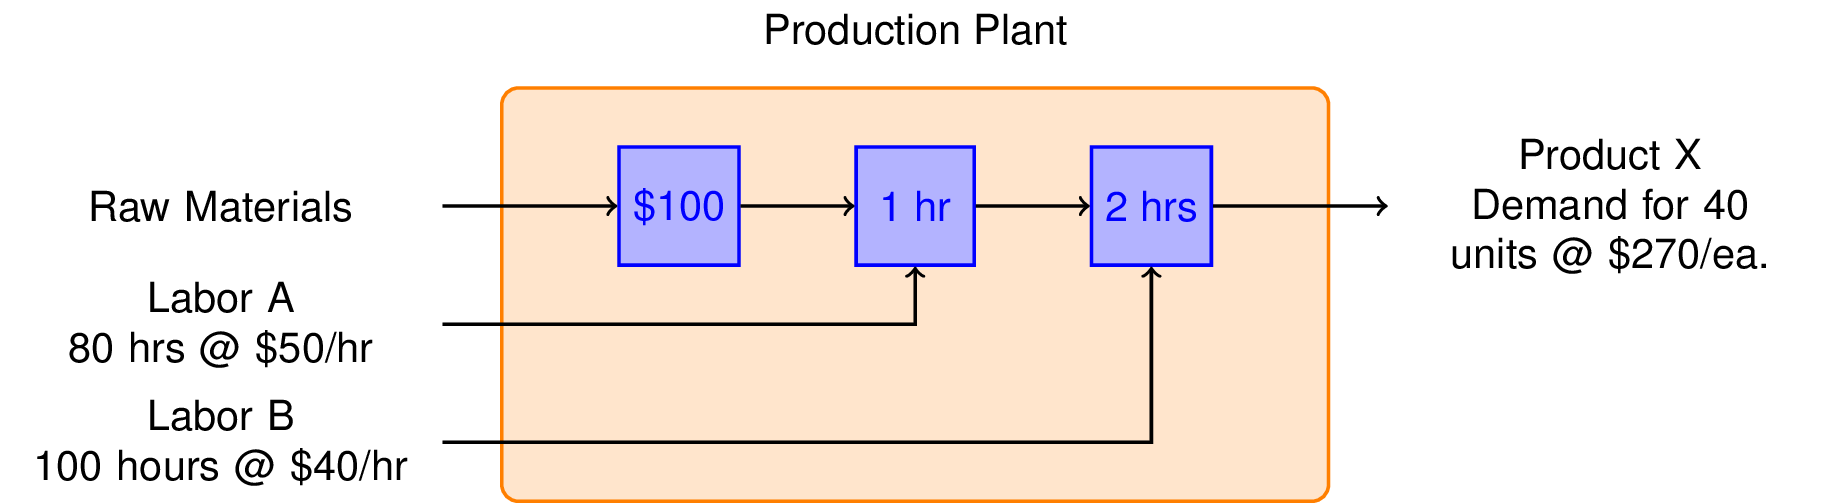 Production Plant
Raw Materials
$100
1 hr
2 hrs
Product X
Demand for 40
units @ $270/ea.
Labor A
80 hrs @ $50/hr
Labor B
100 hours @ $40/hr